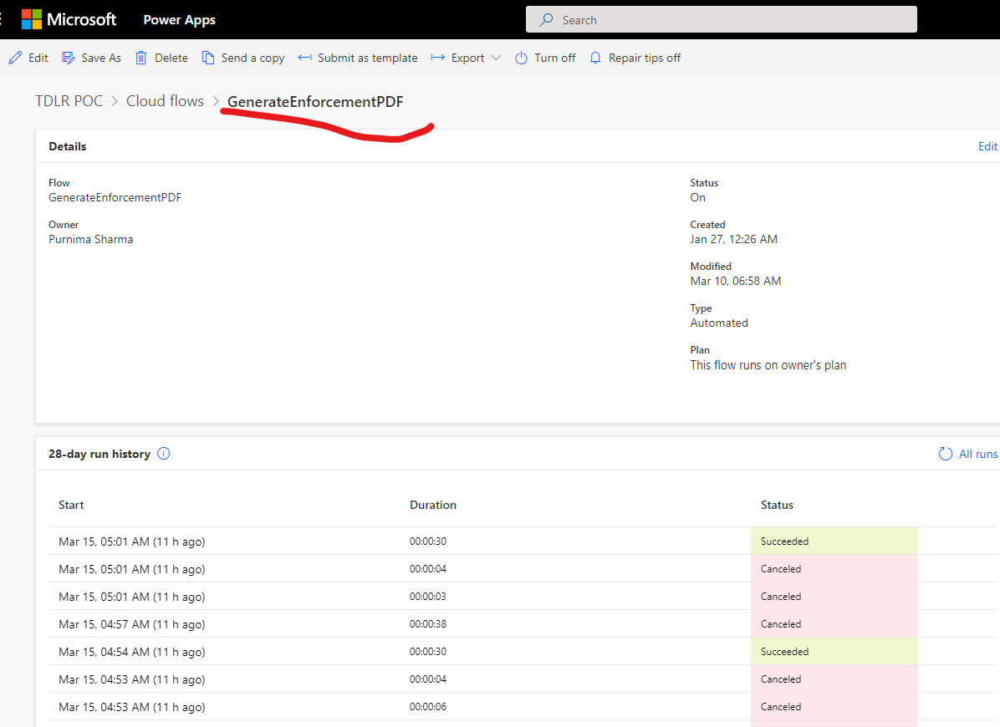 Microsoft Power Apps Search
Edit Save As Delete Send a copy Submit as template Export Turn off Repair tips off
TDLR POC > Cloud flows > GenerateEnforcementPDF
Details Edit
Flow
GenerateEnforcementPDF
Owner
Purnima Sharma
Status
On
Created
Jan 27, 12:26 AM
Modified
Mar 10, 06:58 AM
Type
Automated
Plan
This flow runs on owner's plan
28-day run history All runs
Start Duration Status
Mar 15, 05:01 AM (11 h ago) 00:00:30 Succeeded
Mar 15, 05:01 AM (11 h ago) 00:00:04 Canceled
Mar 15, 05:01 AM (11 h ago) 00:00:03 Canceled
Mar 15, 04:57 AM (11 h ago) 00:00:38 Canceled
Mar 15, 04:54 AM (11 h ago) 00:00:30 Succeeded
Mar 15, 04:53 AM (11 h ago) 00:00:04 Canceled
Mar 15, 04:53 AM (11 h ago) 00:00:06 Canceled